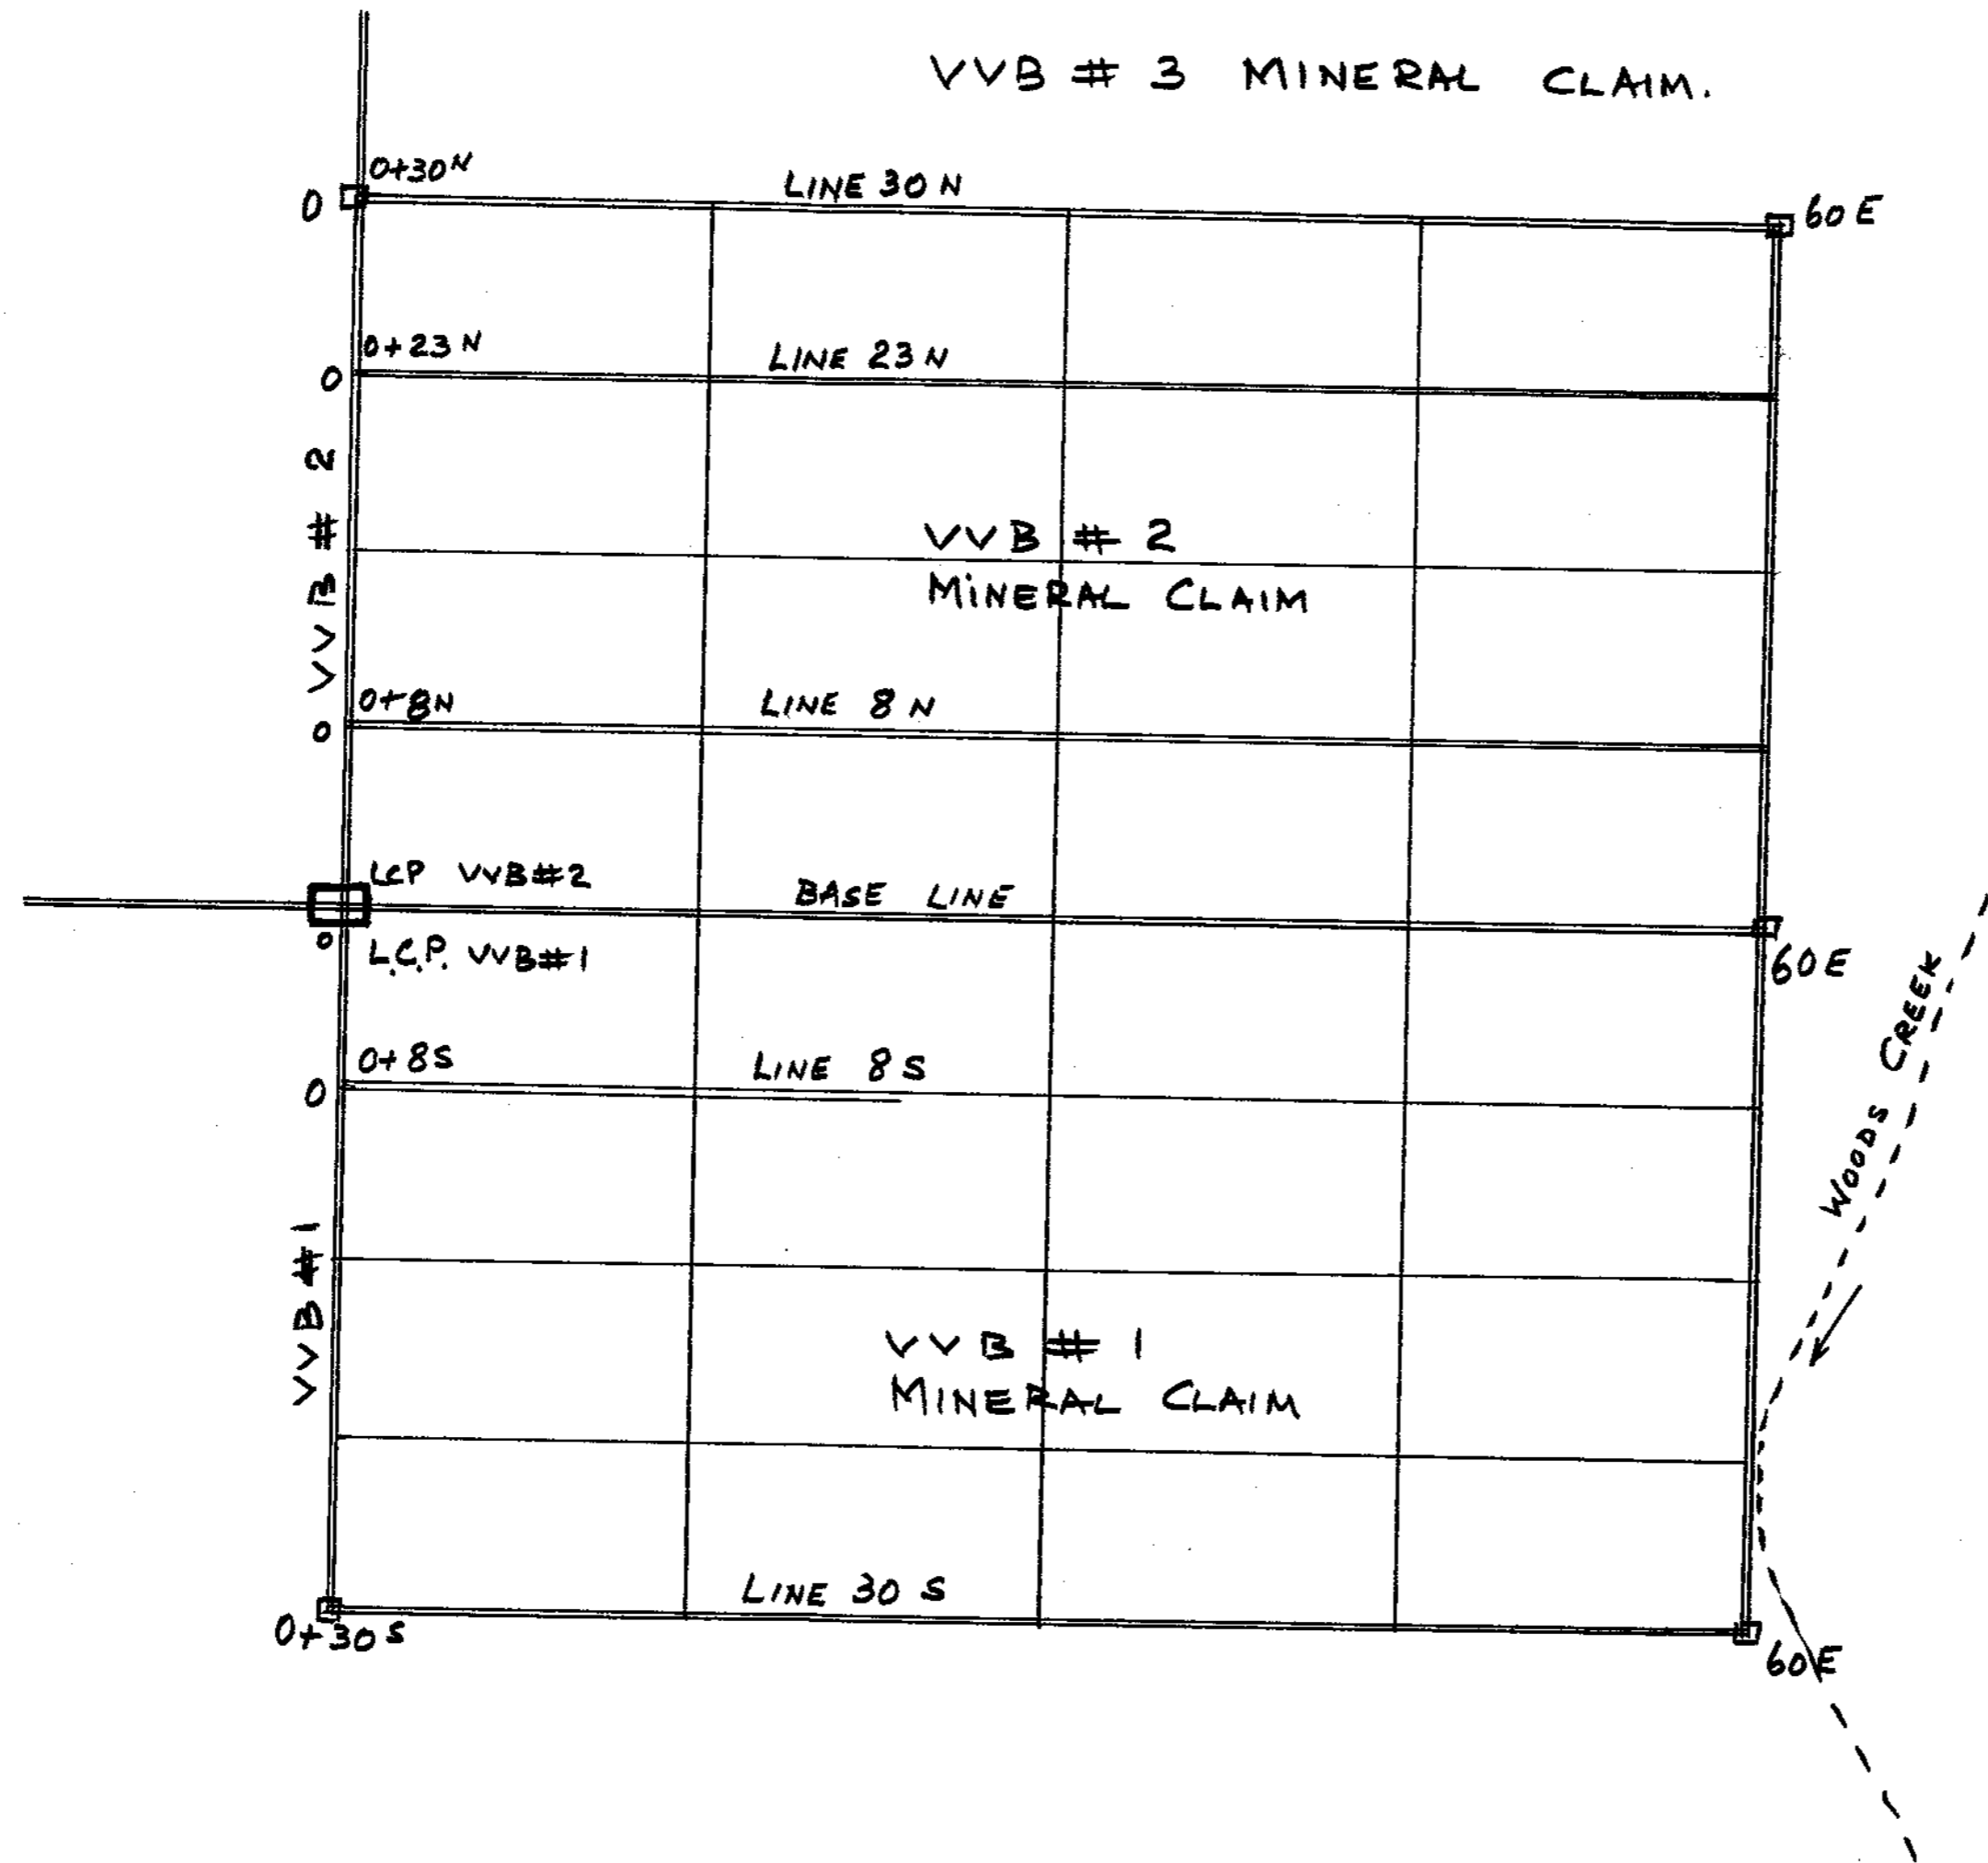 VVB # 3 MINERAL CLAIM.
0+30N
LINE 30 N
0
60 E
0+23 N
LINE 23 N
0
VVB # 2
VVB # 2
MINERAL CLAIM
0+8N
LINE 8 N
0
LCP VVB#2
BASE LINE
0
L.C.P. VVB#1
60 E
WOODS CREEK
0+8S
LINE 8 S
0
VVB #1
VVB # 1
MINERAL CLAIM
LINE 30 S
0+30 S
60 E